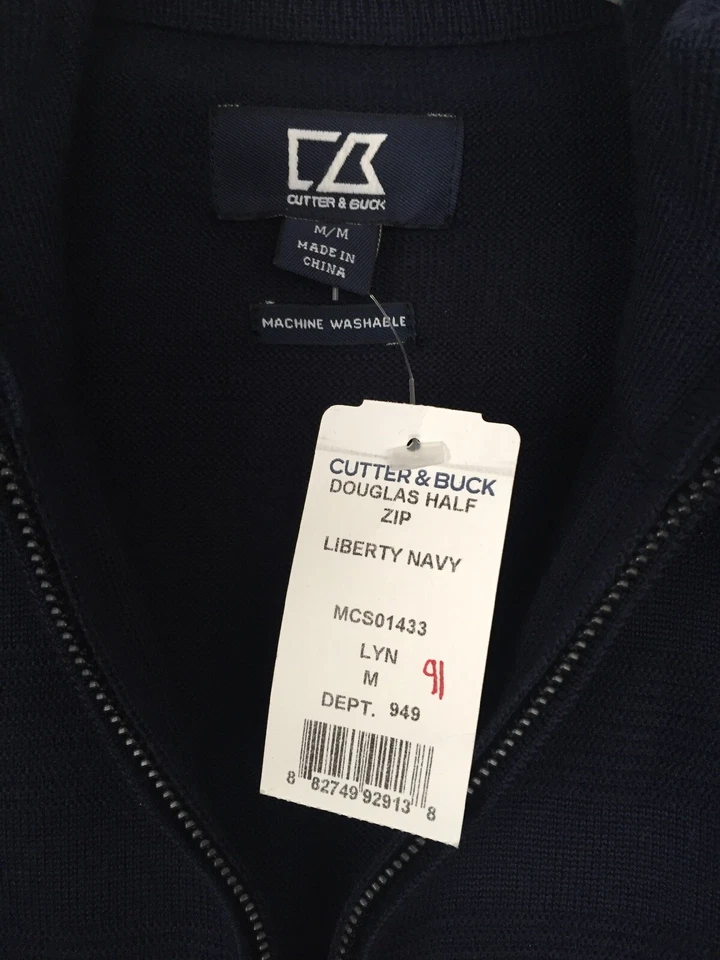 CB
CUTTER & BUCK
M/M
MADE IN
CHINA
MACHINE WASHABLE
CUTTER & BUCK
DOUGLAS HALF
ZIP
LIBERTY NAVY
MCS01433
LYN
M
91
DEPT. 949
8 82749 92913 8